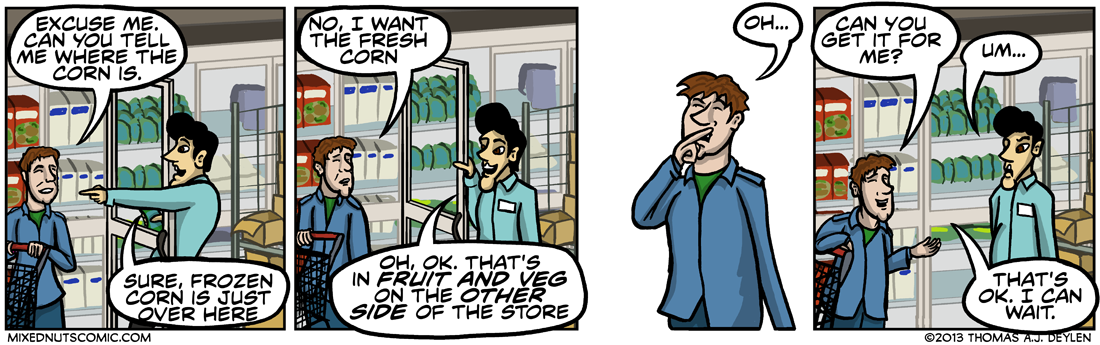 EXCUSE ME.
CAN YOU TELL
ME WHERE THE
CORN IS.
SURE, FROZEN
CORN IS JUST
OVER HERE
NO, I WANT
THE FRESH
CORN
OH, OK. THAT'S
IN FRUIT AND VEG
ON THE OTHER
SIDE OF THE STORE
OH...
CAN YOU
GET IT FOR
ME?
UM...
THAT'S
OK. I CAN
WAIT.
MIXEDNUTSCOMIC.COM
©2013 THOMAS A.J. DEYLEN